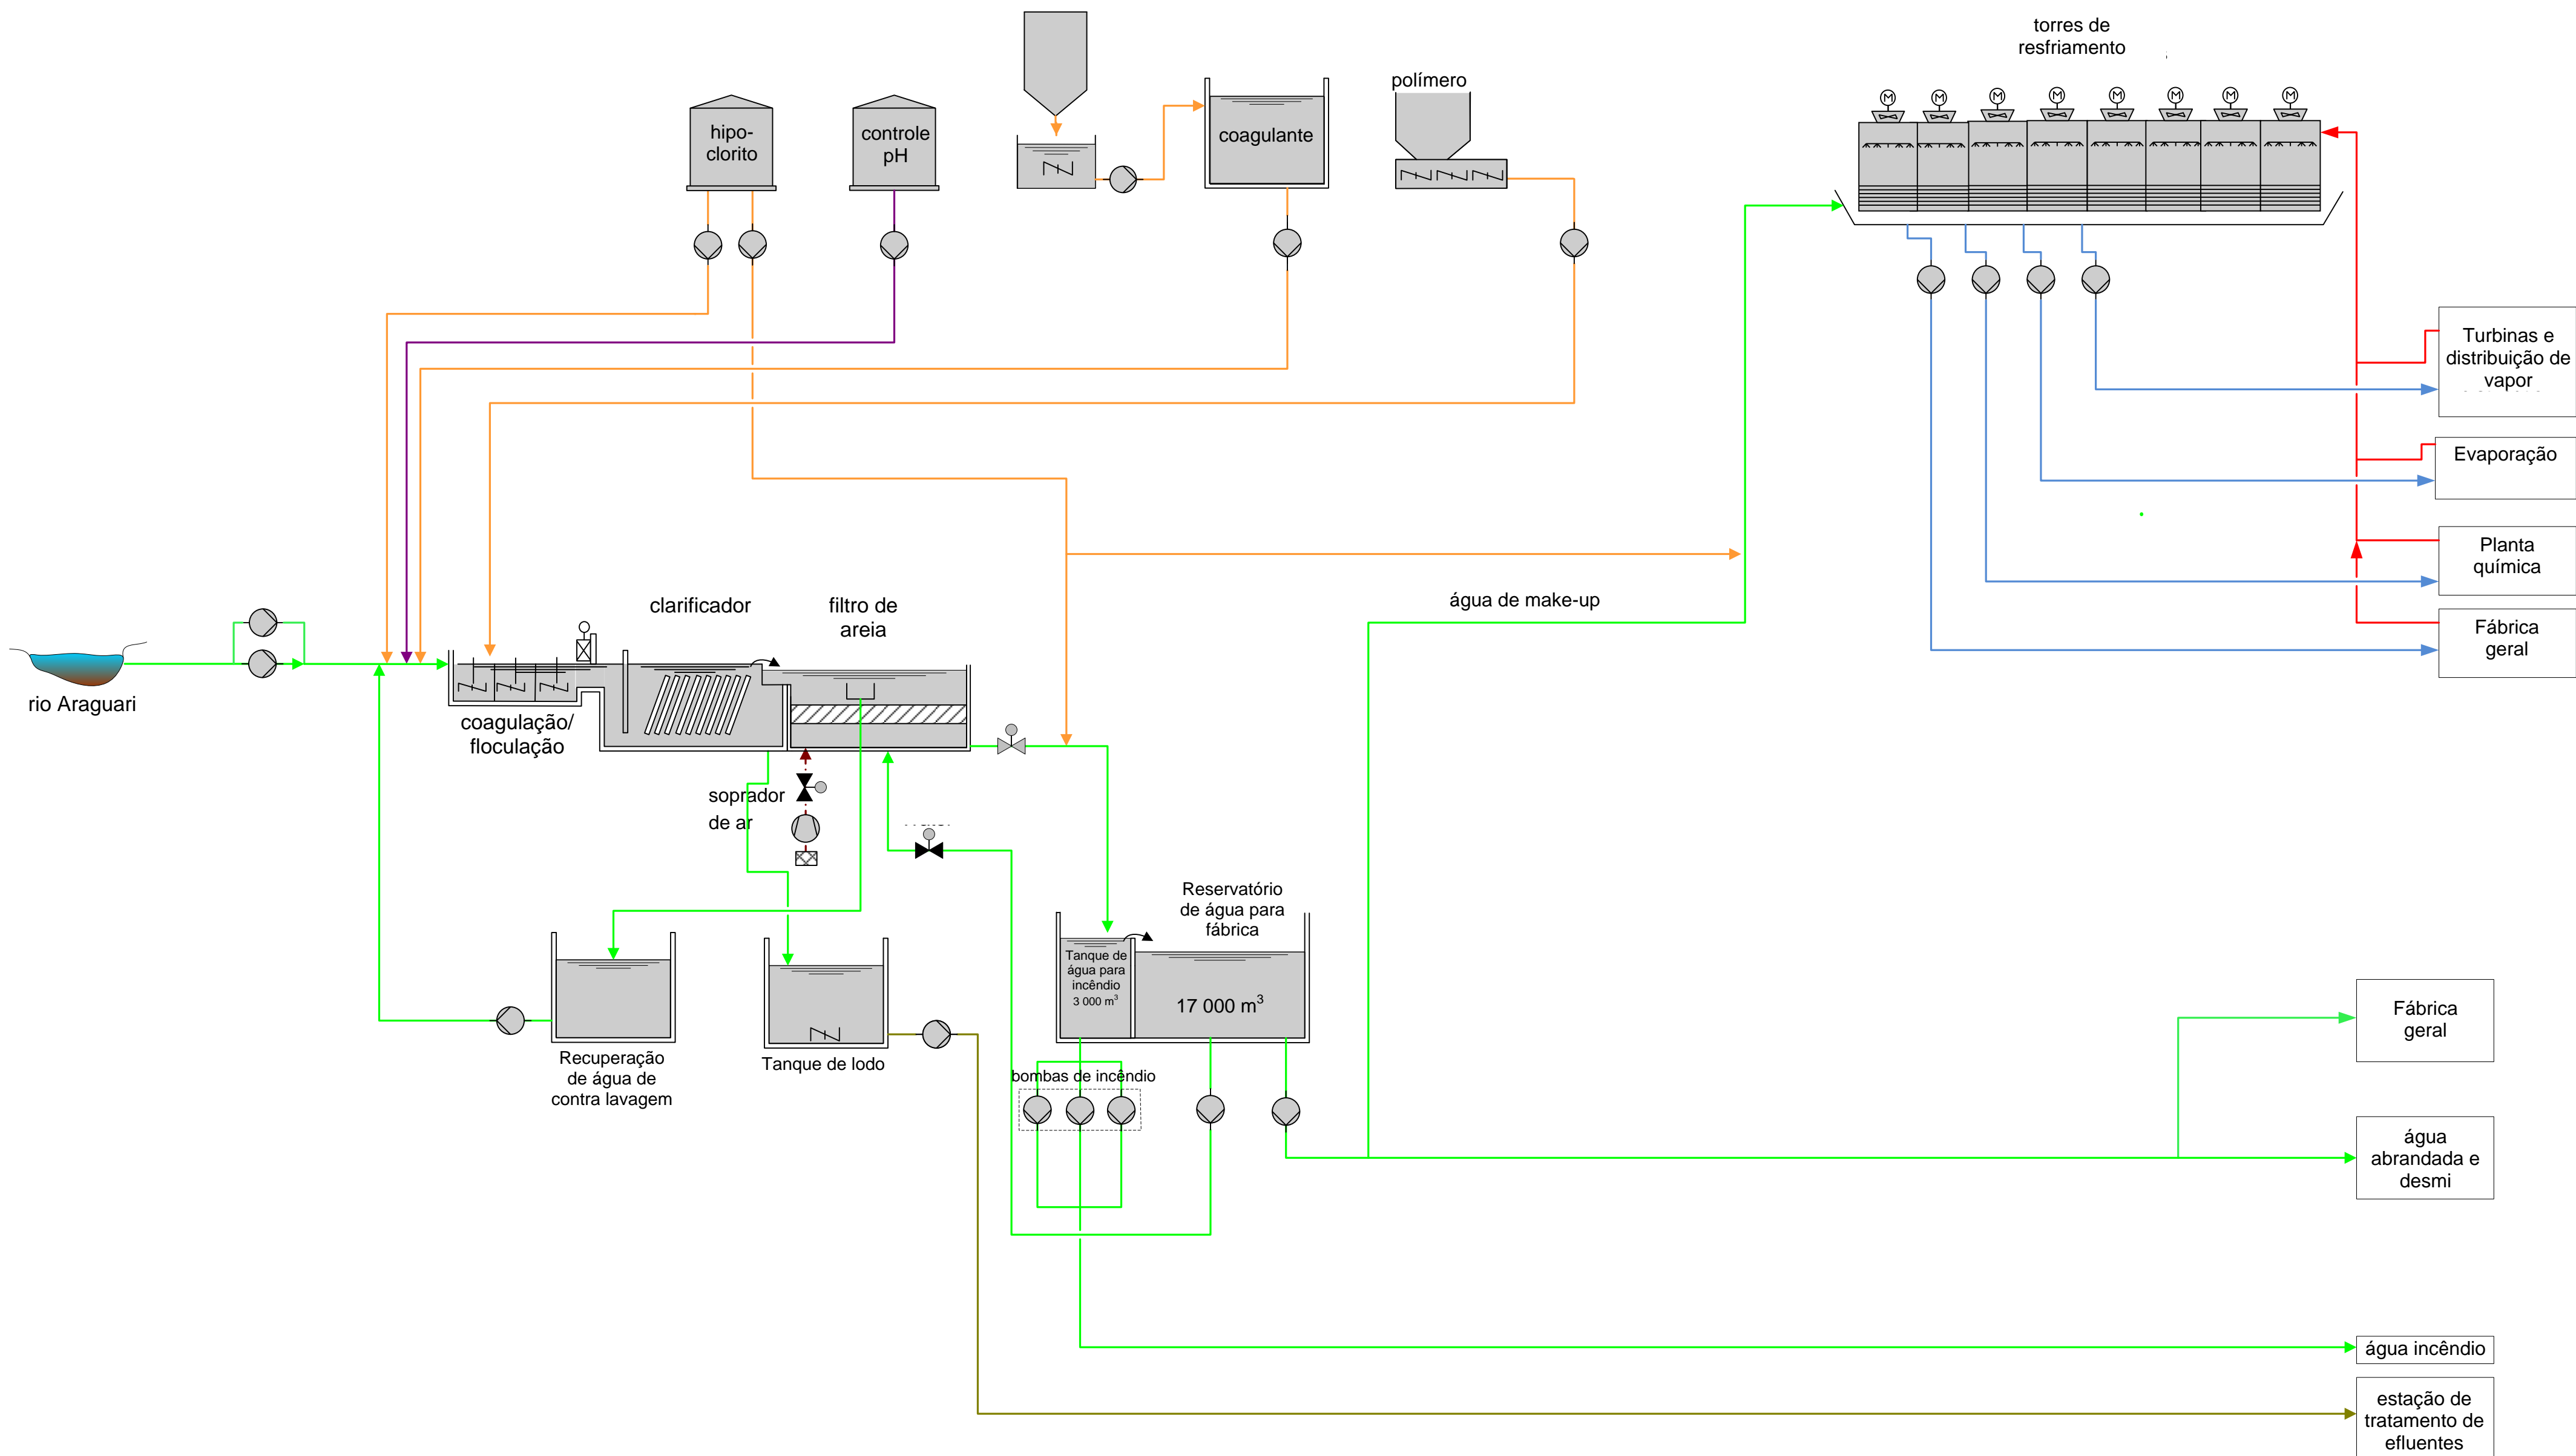 torres de
resfriamento
polímero
hipo-
clorito
controle
pH
coagulante
M
M
M
M
M
M
M
M
Turbinas e
distribuição de
vapor
Evaporação
Planta
química
Fábrica
geral
água de make-up
clarificador
filtro de
areia
rio Araguari
coagulação/
floculação
soprador
de ar
Reservatório
de água para
fábrica
Tanque de
água para
incêndio
3 000 m³
17 000 m³
Recuperação
de água de
contra lavagem
Tanque de lodo
bombas de incêndio
Fábrica
geral
água
abrandada e
desmi
água incêndio
estação de
tratamento de
efluentes